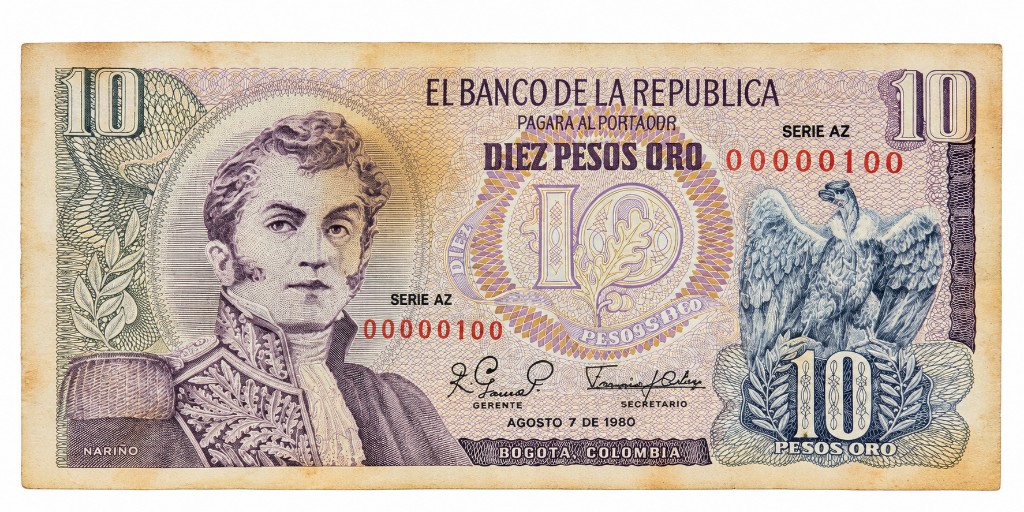 10
EL BANCO DE LA REPUBLICA
10
PAGARA AL PORTADOR
SERIE AZ
DIEZ PESOS ORO
00000100
10
DIEZ
SERIE AZ
00000100
GERENTE
SECRETARIO
AGOSTO 7 DE 1980
10
PESOS ORO
NARIÑO
BOGOTA, COLOMBIA